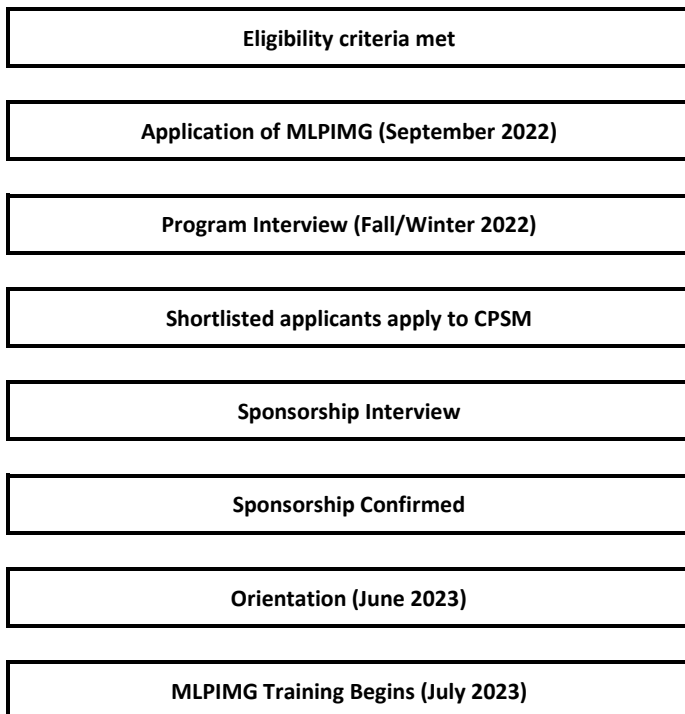 Eligibility criteria met
Application of MLPIMG (September 2022)
Program Interview (Fall/Winter 2022)
Shortlisted applicants apply to CPSM
Sponsorship Interview
Sponsorship Confirmed
Orientation (June 2023)
MLPIMG Training Begins (July 2023)